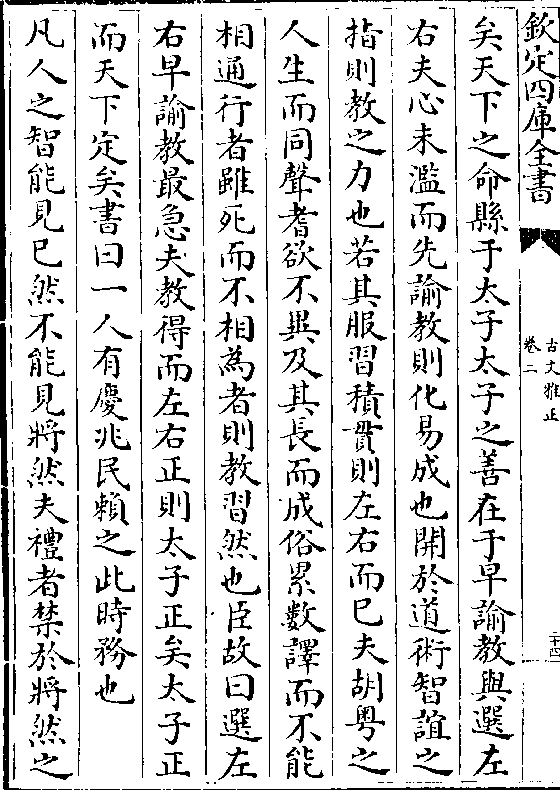 欽定四庫全書
古文雅正
卷二
二十四
矣天下之命縣于太子太子之善在于早諭教與選左
右夫心未濫而先諭教則化易成也開於道術智誼之
指則教之力也若其服習積貫則左右而已夫胡粤之
人生而同聲耆欲不異及其長而成俗累數譯而不能
相通行者雖死而不相為者則教習然也臣故曰選左
右早諭教最急夫教得而左右正則太子正矣太子正
而天下定矣書曰一人有慶兆民賴之此時務也
凡人之智能見已然不能見將然夫禮者禁於將然之